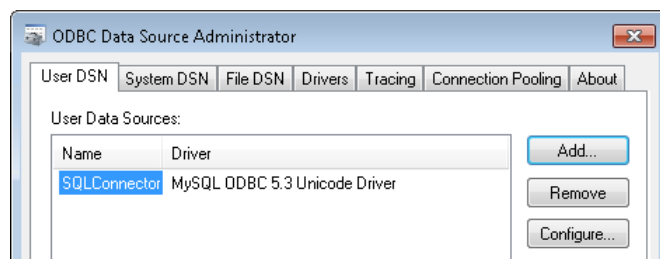 ODBC Data Source Administrator
User DSN System DSN File DSN Drivers Tracing Connection Pooling About
User Data Sources:
Name Driver Add...
SQLConnector MySQL ODBC 5.3 Unicode Driver
Remove
Configure...